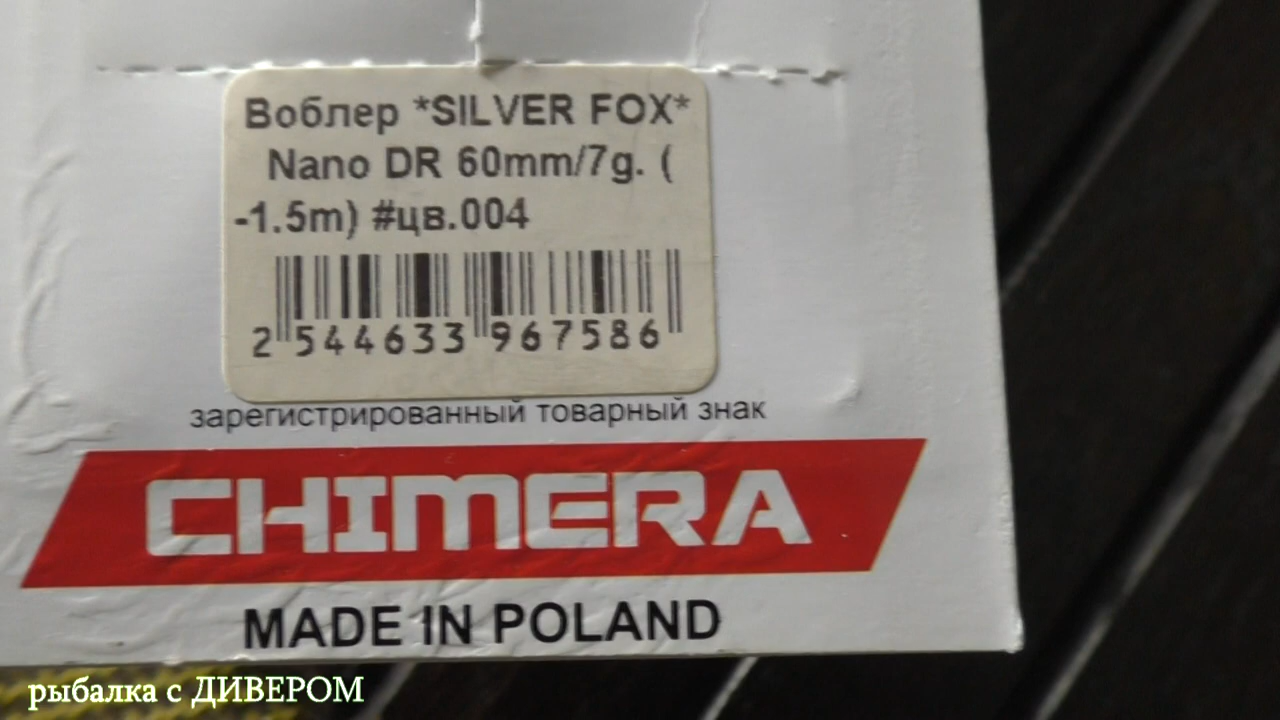 Воблер *SILVER FOX*
Nano DR 60mm/7g. (
-1.5m) #цв.004
2 544633 967586
зарегистрированный товарный знак
CHIMERA
MADE IN POLAND
рыбалка с ДИВЕРОМ